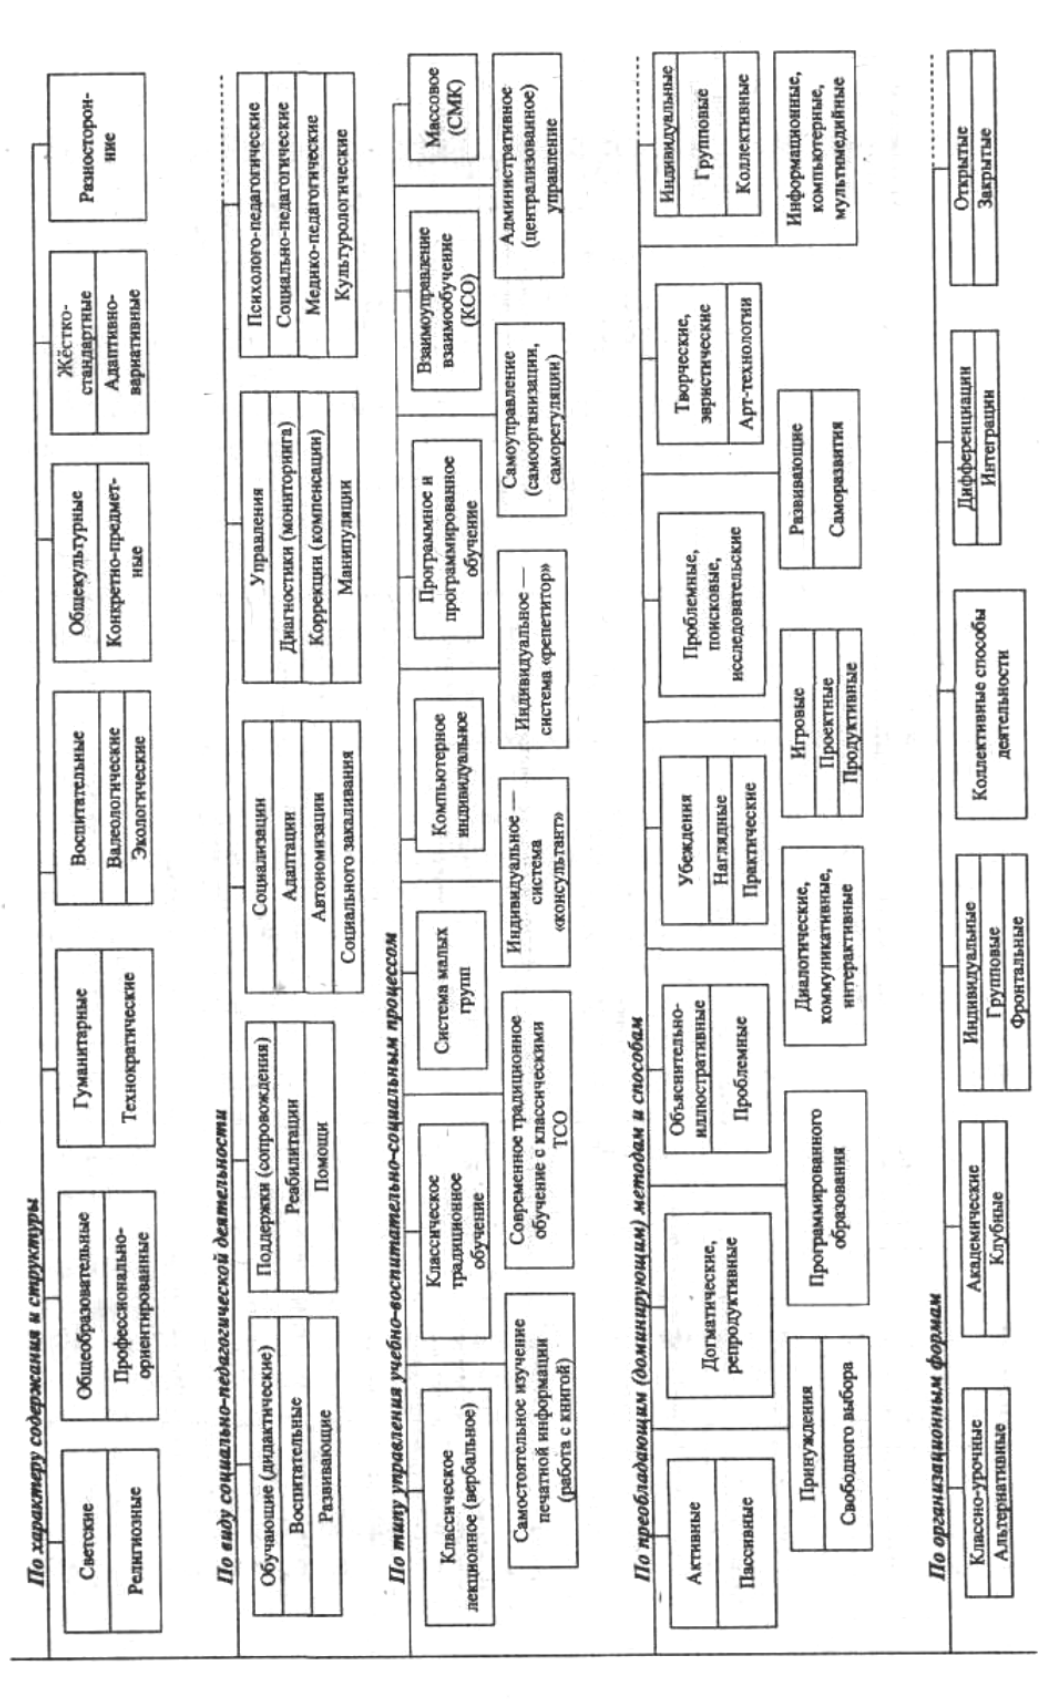 По характеру содержания и структуры
Светские
Религиозные
Общеобразовательные
Профессионально-
ориентированные
Гуманитарные
Технократические
Воспитательные
Валеологические
Экологические
Общекультурные
Конкретно-предмет-
ные
Жёстко-
стандартные
Адаптивно-
вариативные
Разносторон-
ние
По виду социально-педагогической деятельности
Обучающие (дидактические)
Воспитательные
Развивающие
Поддержки (сопровождения)
Реабилитации
Помощи
Социализации
Адаптации
Автономизации
Социального закаливания
Управления
Диагностики (мониторинга)
Коррекции (компенсации)
Манипуляции
Психолого-педагогические
Социально-педагогические
Медико-педагогические
Культурологические
По типу управления учебно-воспитательно-социальным процессом
Классическое
лекционное (вербальное)
Классическое
традиционное
обучение
Система малых
групп
Компьютерное
индивидуальное
Программное и
программированное
обучение
Взаимоуправление
взаимообучение
(КСО)
Массовое
(СМК)
Самостоятельное изучение
печатной информации
(работа с книгой)
Современное традиционное
обучение с классическими
ТСО
Индивидуальное —
система
«консультант»
Индивидуальное —
система «репетитор»
Самоуправление
(самоорганизации,
саморегуляции)
Административное
(централизованное)
управление
По преобладающим (доминирующим) методам и способам
Активные
Пассивные
Догматические,
репродуктивные
Объяснительно-
иллюстративные
Проблемные
Убеждения
Наглядные
Практические
Проблемные,
поисковые,
исследовательские
Творческие,
эвристические
Арт-технологии
Индивидуальные
Групповые
Коллективные
Принуждения
Свободного выбора
Программированного
образования
Диалогические,
коммуникативные,
интерактивные
Игровые
Проектные
Продуктивные
Развивающие
Саморазвития
Информационные,
компьютерные,
мультимедийные
По организационным формам
Классно-урочные
Альтернативные
Академические
Клубные
Индивидуальные
Групповые
Фронтальные
Коллективные способы
деятельности
Дифференциации
Интеграции
Открытые
Закрытые